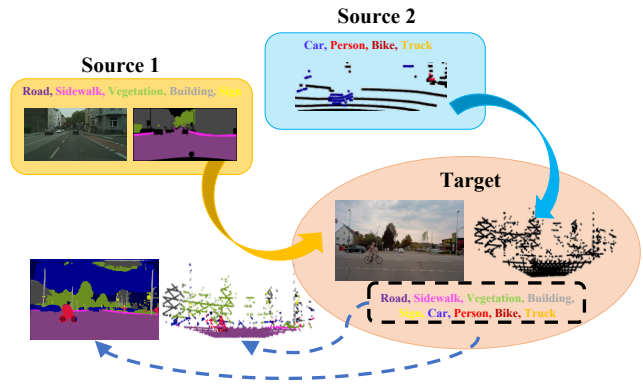 Source 2
Car, Person, Bike, Truck
Source 1
Road, Sidewalk, Vegetation, Building, Sign
Target
Road, Sidewalk, Vegetation, Building,
Sign, Car, Person, Bike, Truck